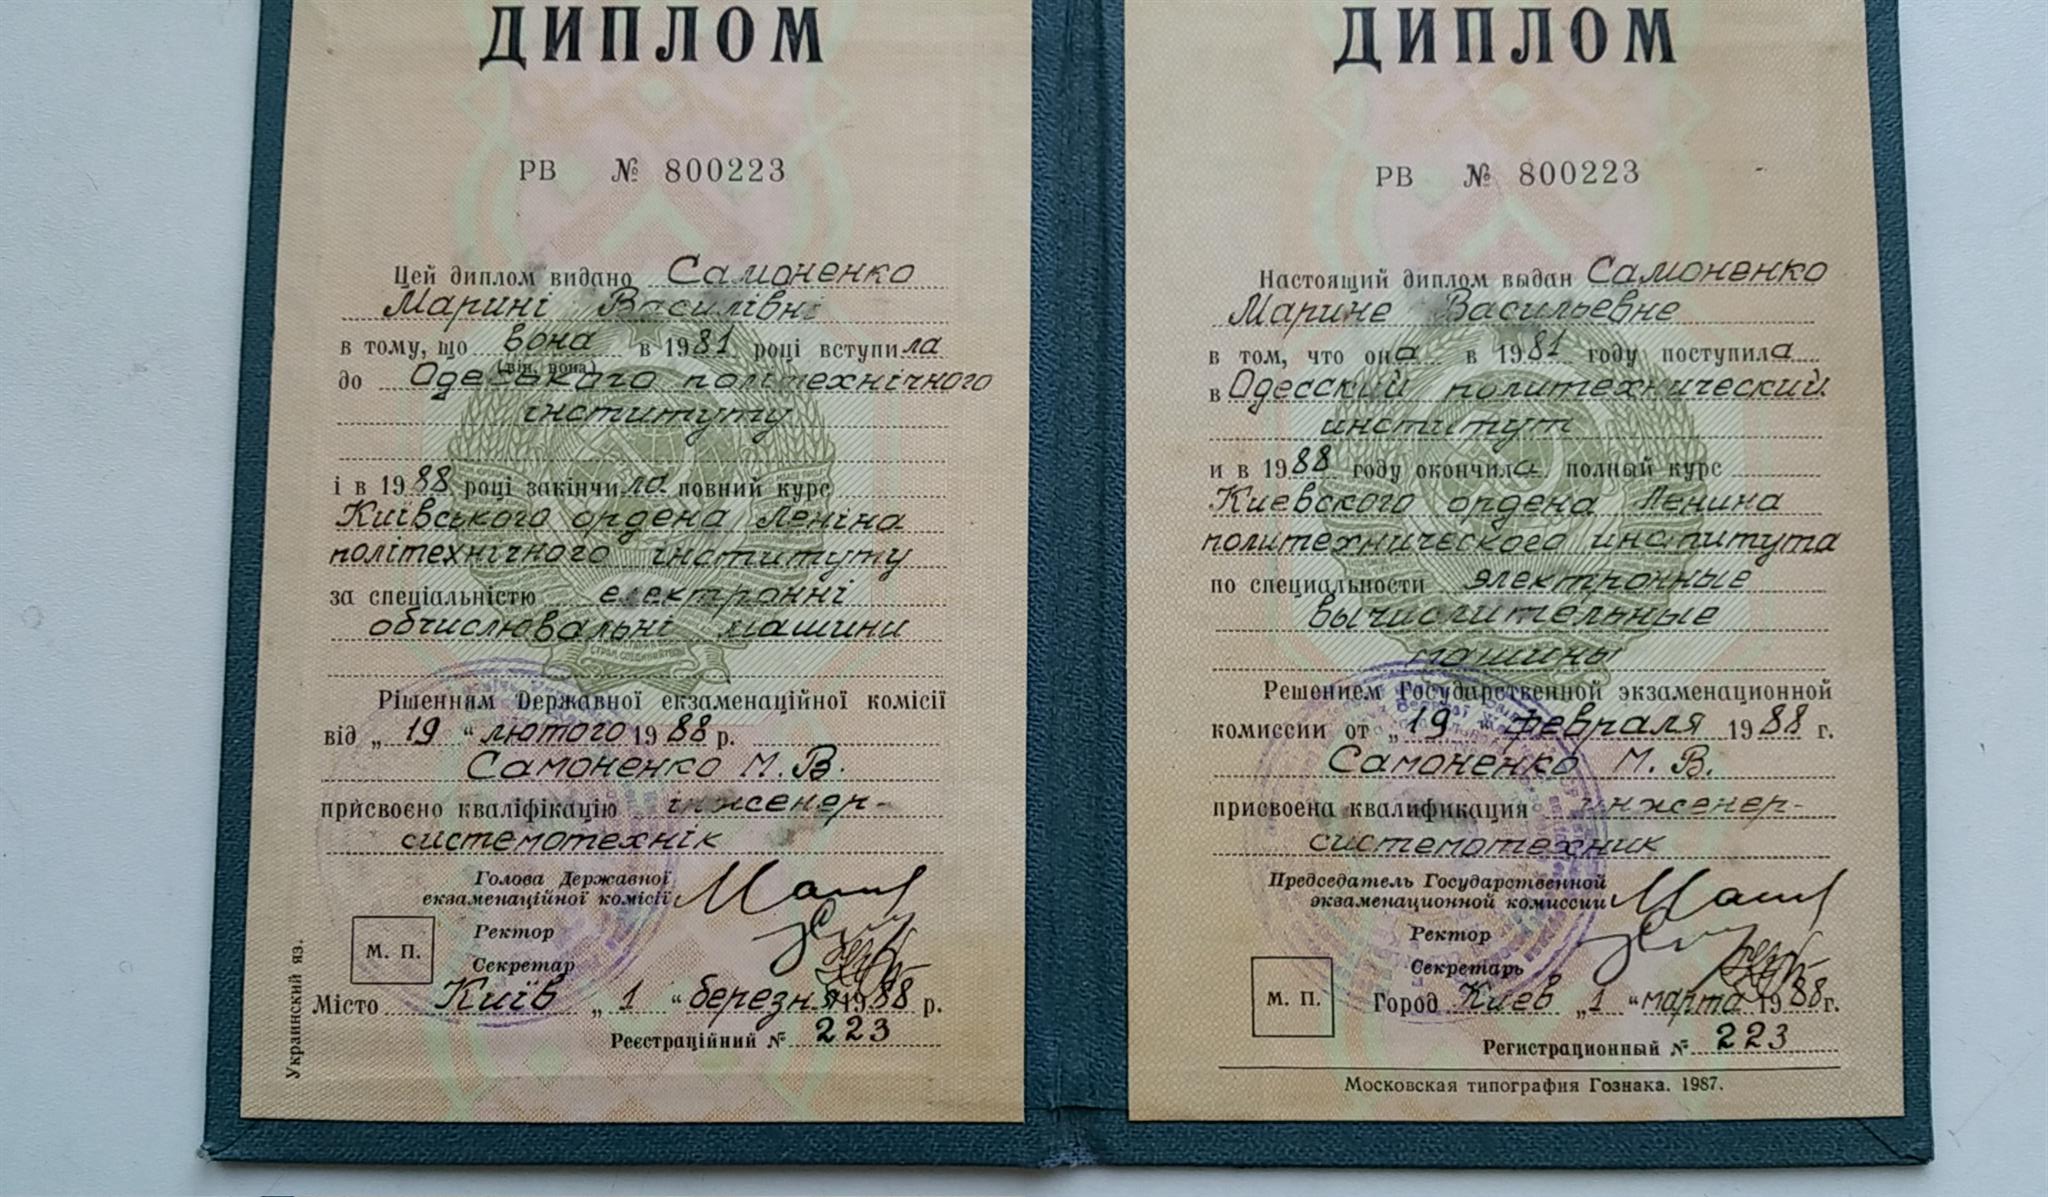 ДИПЛОМ
РВ № 800223
Цей диплом видано Самоненко
Марині Василівні
в тому, що вона в 1981 році вступила
(він, вона)
до Одеського політехнічного
інституту
і в 1988 році закінчила повний курс
Київського ордена Леніна
політехнічного інституту
за спеціальністю електронні
обчислювальні машини
Рішенням Державної екзаменаційної комісії
від „19“ лютого 1988 р.
Самоненко М. В.
присвоєно кваліфікацію інженер-
системотехнік
Голова Державної
екзаменаційної комісії
Ректор
М. П.
Секретар
Місто Київ „1“ березня 1988 р.
Реєстраційний № 223
Украинский яз.
ДИПЛОМ
РВ № 800223
Настоящий диплом выдан Самоненко
Марине Васильевне
в том, что она в 1981 году поступила
в Одесский политехнический
институт
и в 1988 году окончила полный курс
Киевского ордена Ленина
политехнического института
по специальности электронные
вычислительные
машины
Решением Государственной экзаменационной
комиссии от „19“ февраля 1988 г.
Самоненко М. В.
присвоена квалификация инженер-
системотехник
Председатель Государственной
экзаменационной комиссии
Ректор
Секретарь
М. П.
Город Киев „1“ марта 1988 г.
Регистрационный № 223
Московская типография Гознака. 1987.